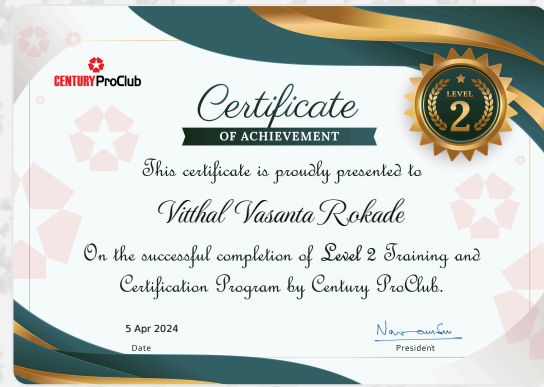 CENTURY ProClub
Certificate
OF ACHIEVEMENT
LEVEL
2
This certificate is proudly presented to
Vitthal Vasanta Rokade
On the successful completion of Level 2 Training and
Certification Program by Century ProClub.
5 Apr 2024
Date
President